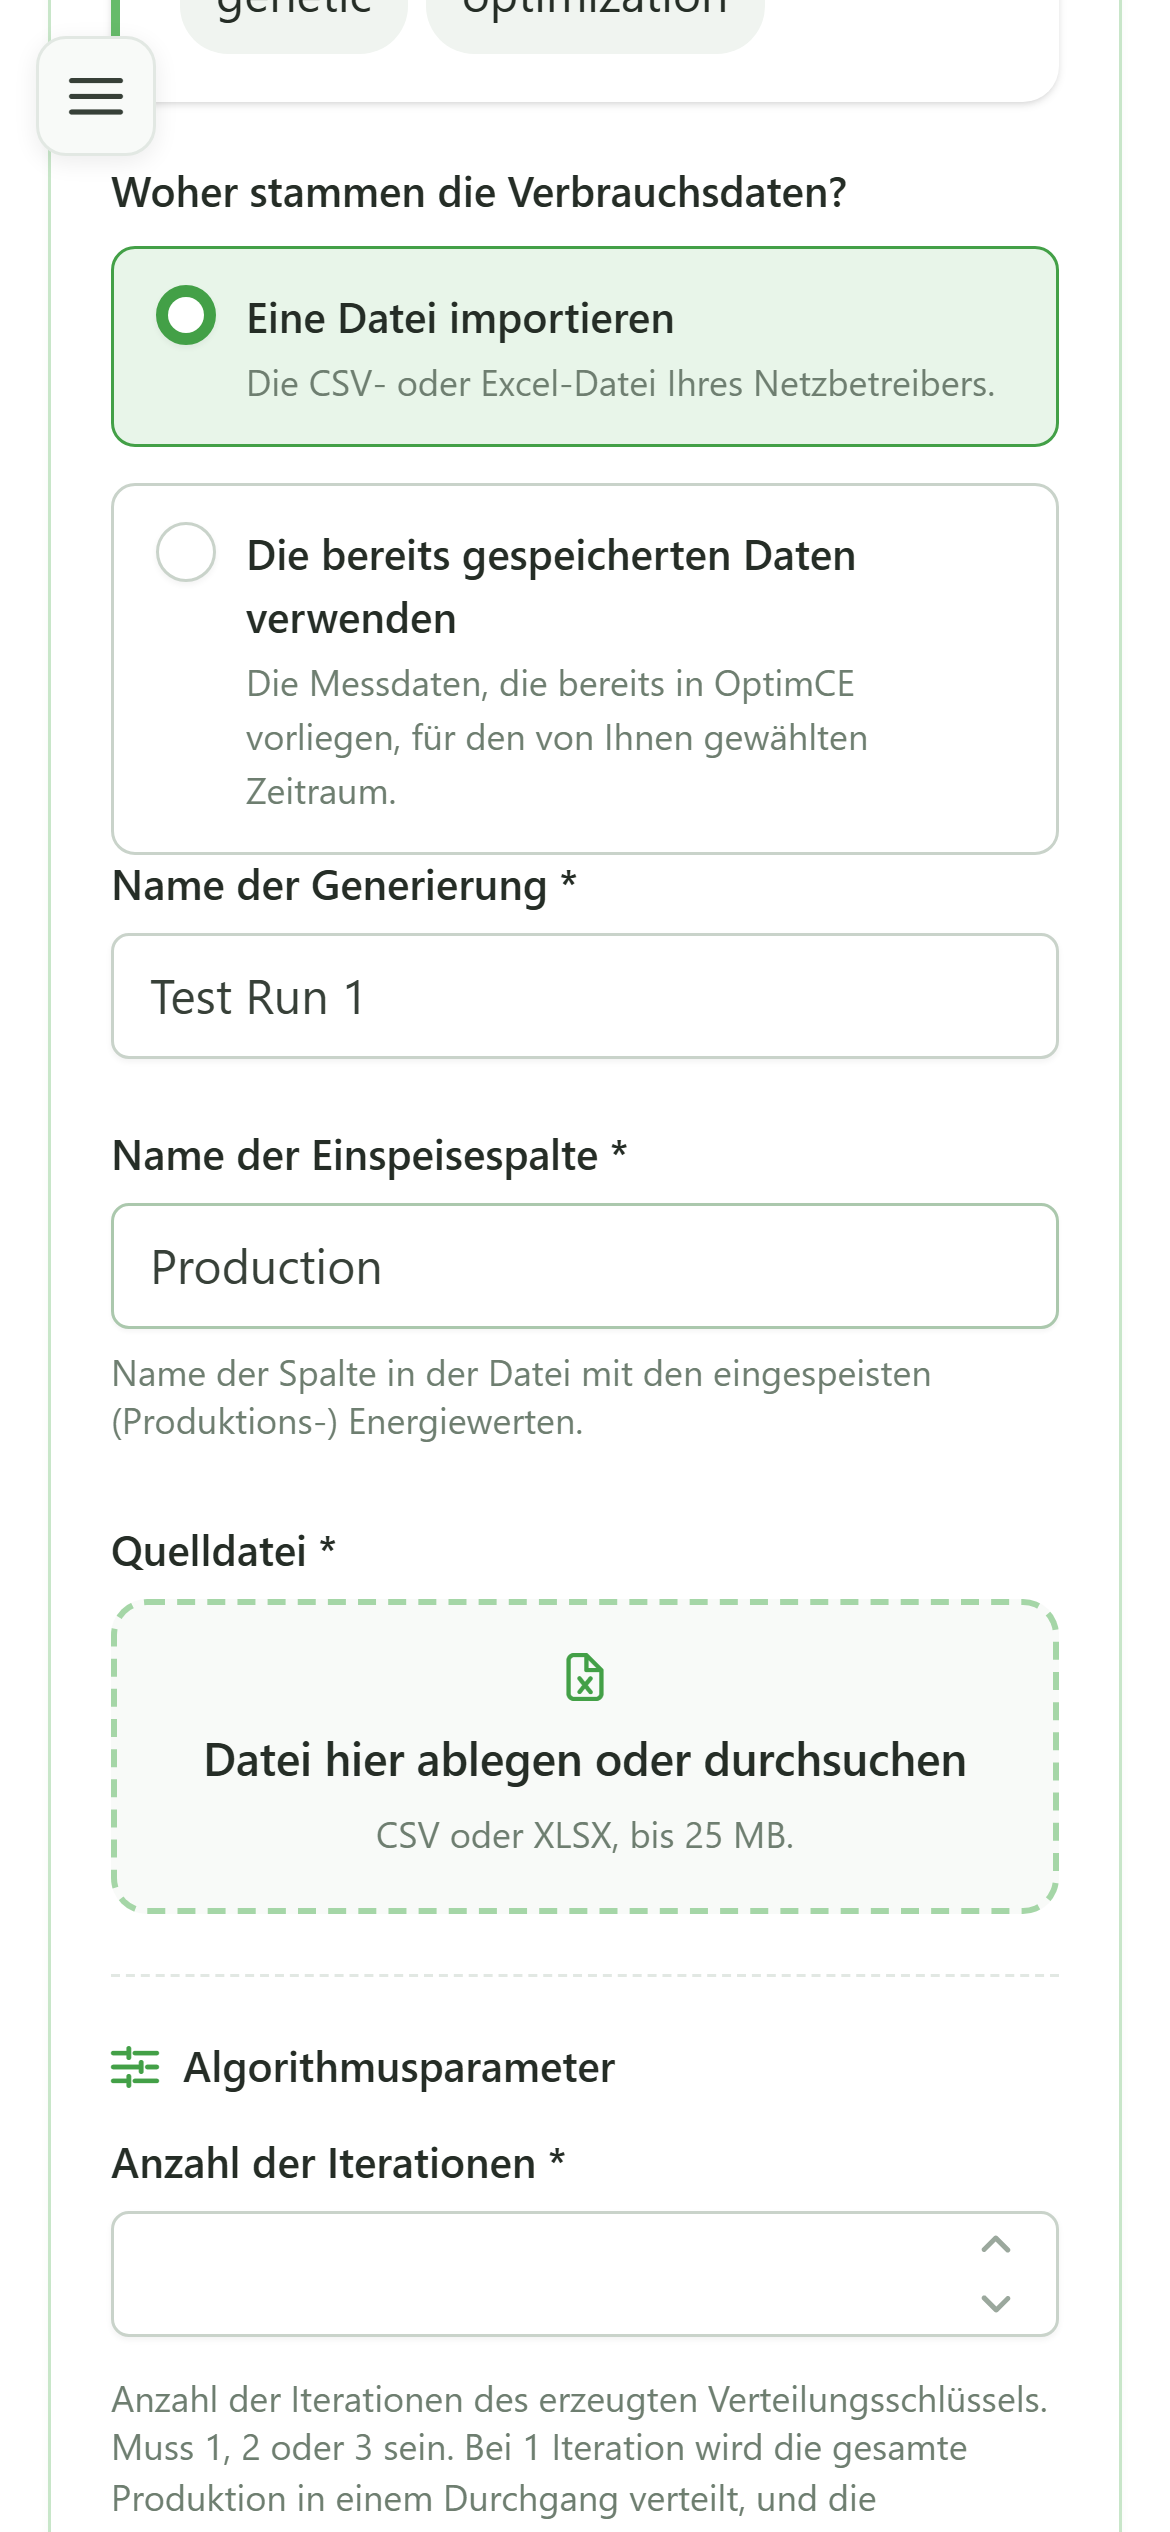 genetic optimization
Woher stammen die Verbrauchsdaten?
Eine Datei importieren
Die CSV- oder Excel-Datei Ihres Netzbetreibers.
Die bereits gespeicherten Daten
verwenden
Die Messdaten, die bereits in OptimCE
vorliegen, für den von Ihnen gewählten
Zeitraum.
Name der Generierung *
Test Run 1
Name der Einspeisespalte *
Production
Name der Spalte in der Datei mit den eingespeisten
(Produktions-) Energiewerten.
Quelldatei *
Datei hier ablegen oder durchsuchen
CSV oder XLSX, bis 25 MB.
Algorithmusparameter
Anzahl der Iterationen *
Anzahl der Iterationen des erzeugten Verteilungsschlüssels.
Muss 1, 2 oder 3 sein. Bei 1 Iteration wird die gesamte
Produktion in einem Durchgang verteilt, und die